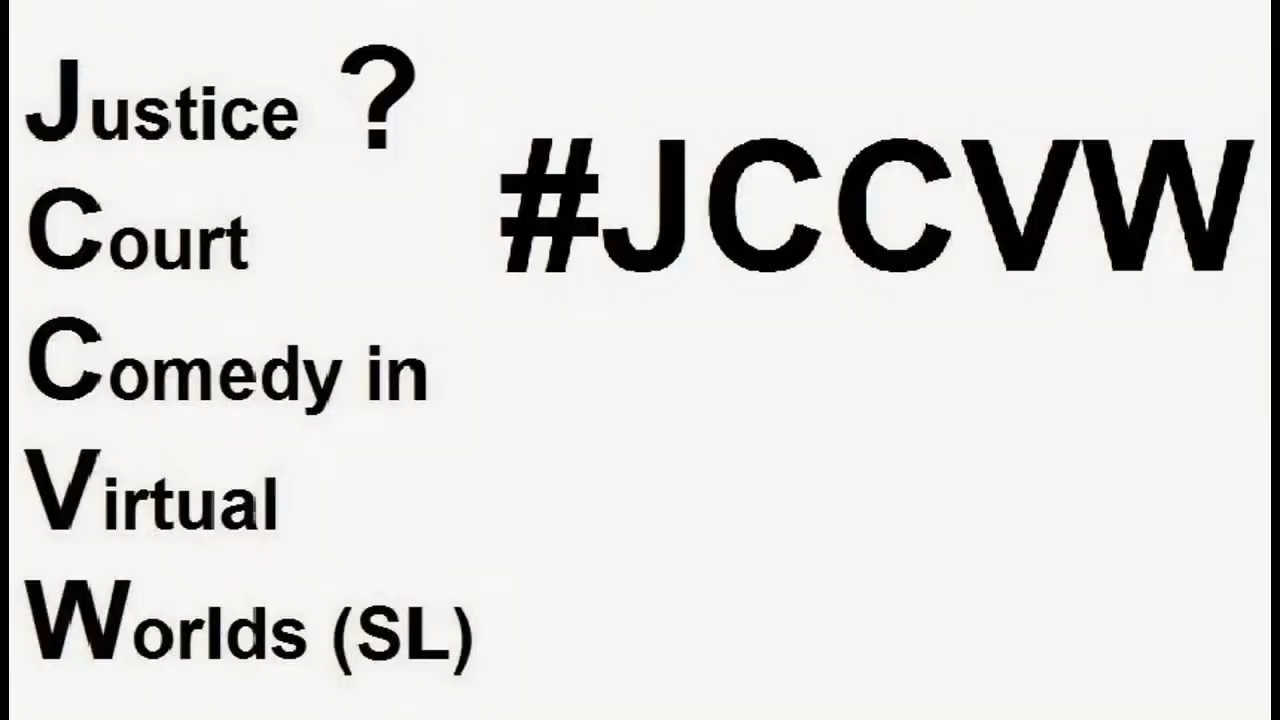 Justice ?
#JCCVW
Court
Comedy in
Virtual
Worlds (SL)